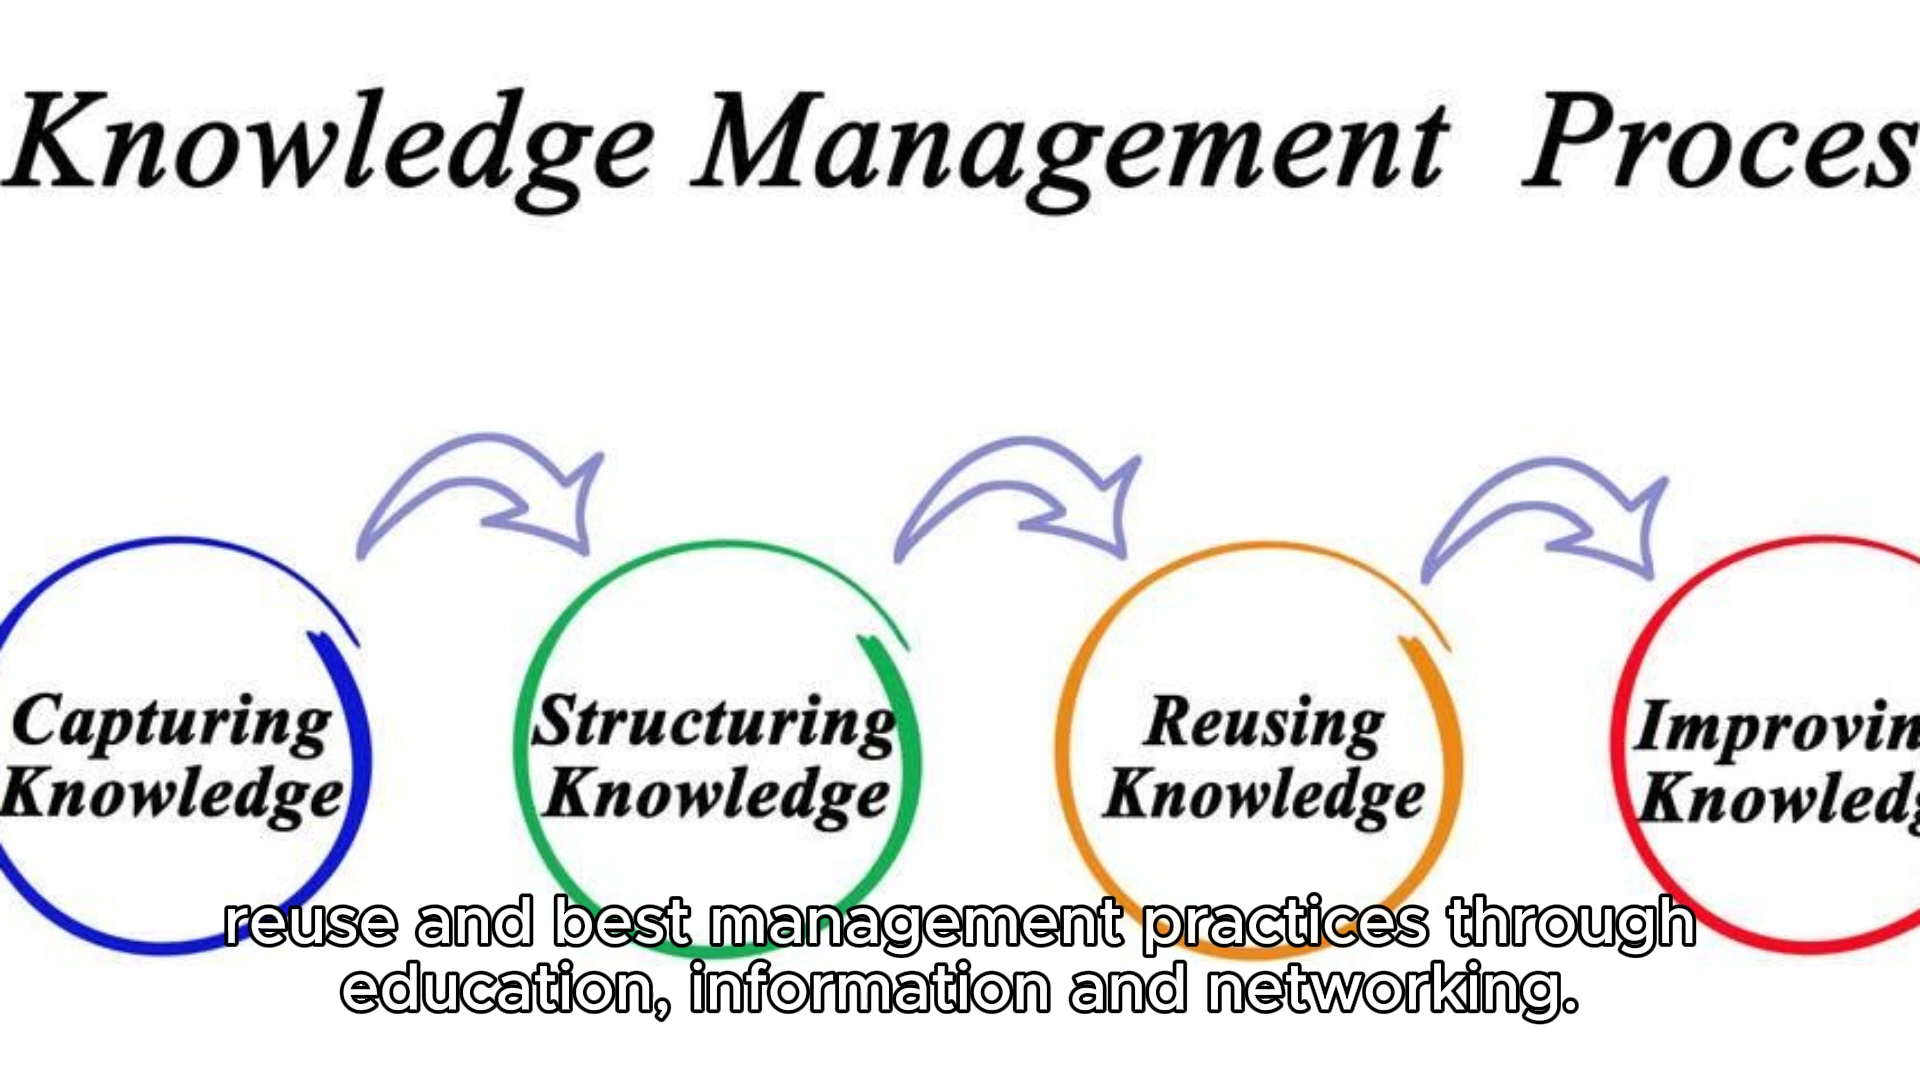 Knowledge Management Proces
Capturing
Knowledge
Structuring
Knowledge
Reusing
Knowledge
Improvin
Knowledg
reuse and best management practices through
education, information and networking.